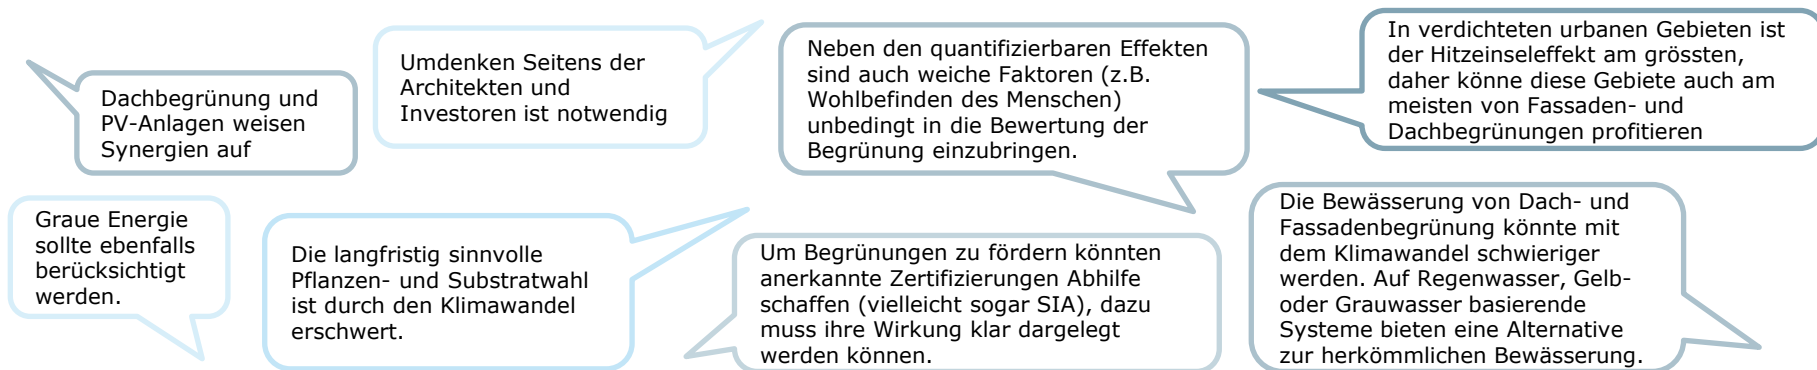 Dachbegrünung und
PV-Anlagen weisen
Synergien auf
Umdenken Seitens der
Architekten und
Investoren ist notwendig
Neben den quantifizierbaren Effekten
sind auch weiche Faktoren (z.B.
Wohlbefinden des Menschen)
unbedingt in die Bewertung der
Begrünung einzubringen.
In verdichteten urbanen Gebieten ist
der Hitzeinseleffekt am grössten,
daher könne diese Gebiete auch am
meisten von Fassaden- und
Dachbegrünungen profitieren
Graue Energie
sollte ebenfalls
berücksichtigt
werden.
Die langfristig sinnvolle
Pflanzen- und Substratwahl
ist durch den Klimawandel
erschwert.
Um Begrünungen zu fördern könnten
anerkannte Zertifizierungen Abhilfe
schaffen (vielleicht sogar SIA), dazu
muss ihre Wirkung klar dargelegt
werden können.
Die Bewässerung von Dach- und
Fassadenbegrünung könnte mit
dem Klimawandel schwieriger
werden. Auf Regenwasser, Gelb-
oder Grauwasser basierende
Systeme bieten eine Alternative
zur herkömmlichen Bewässerung.